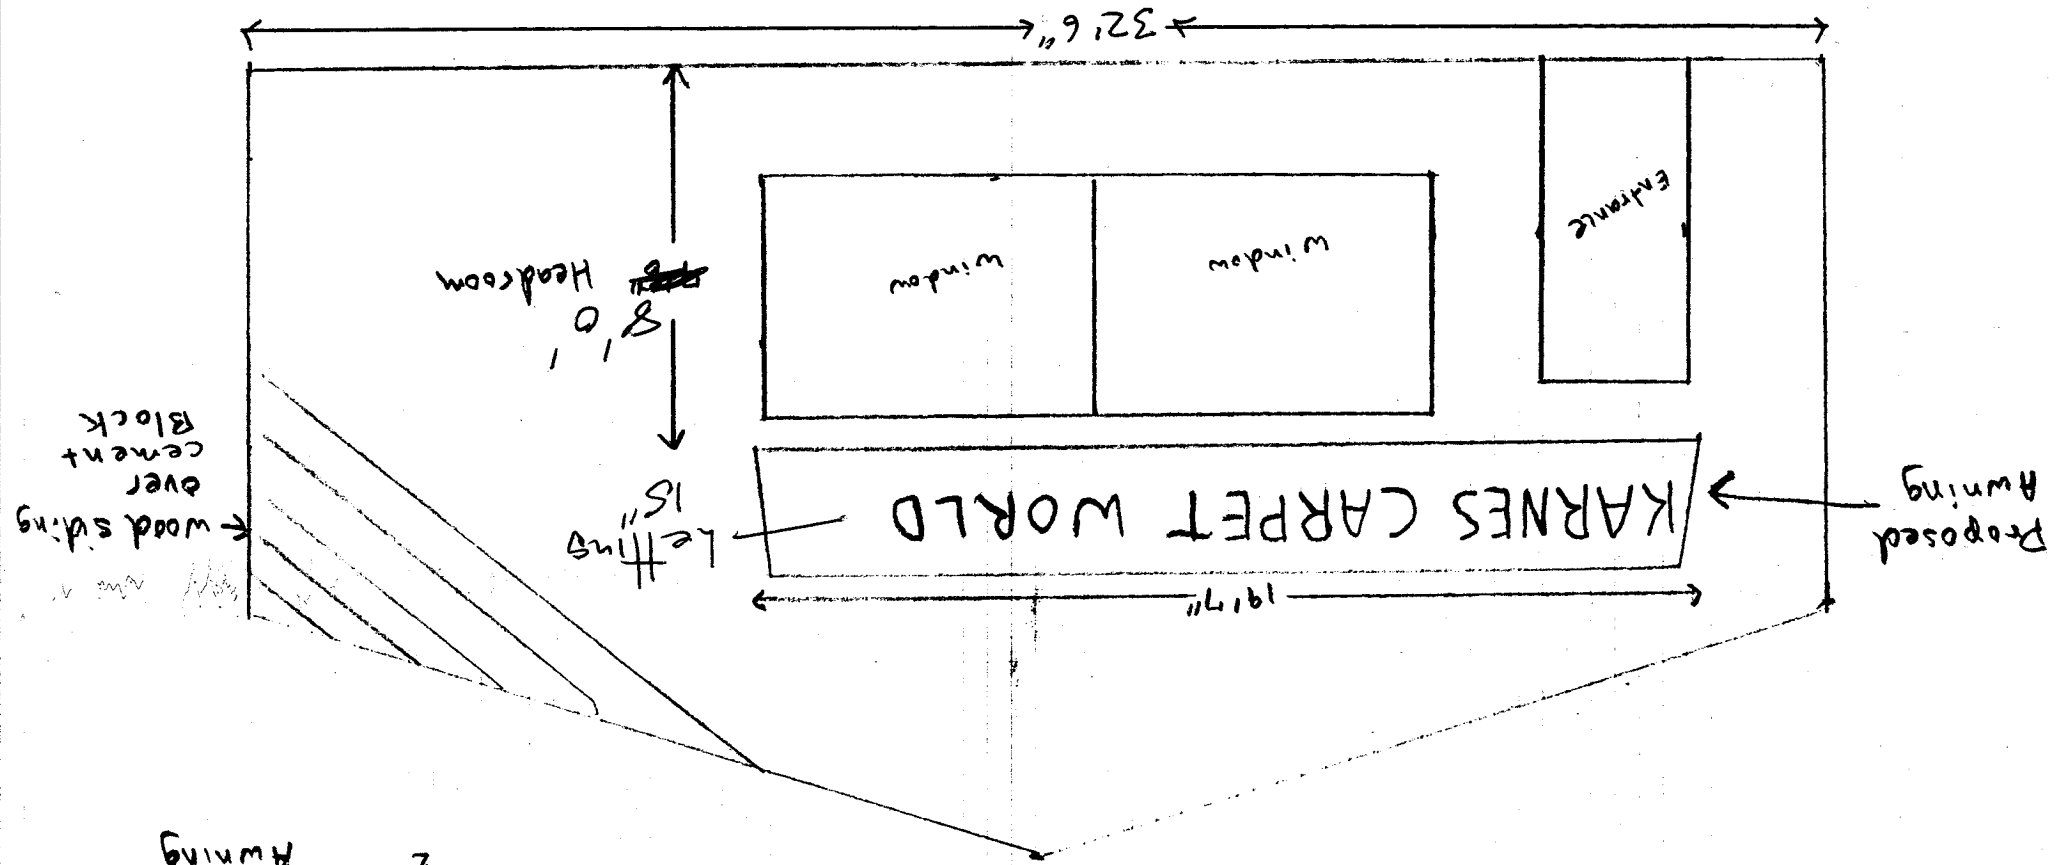 Awning
19'7"
Proposed
Awning
KARNES CARPET WORLD
15"
wood siding
over
cement
Block
8'0'
Headroom
Entrance
window
window
32'6"